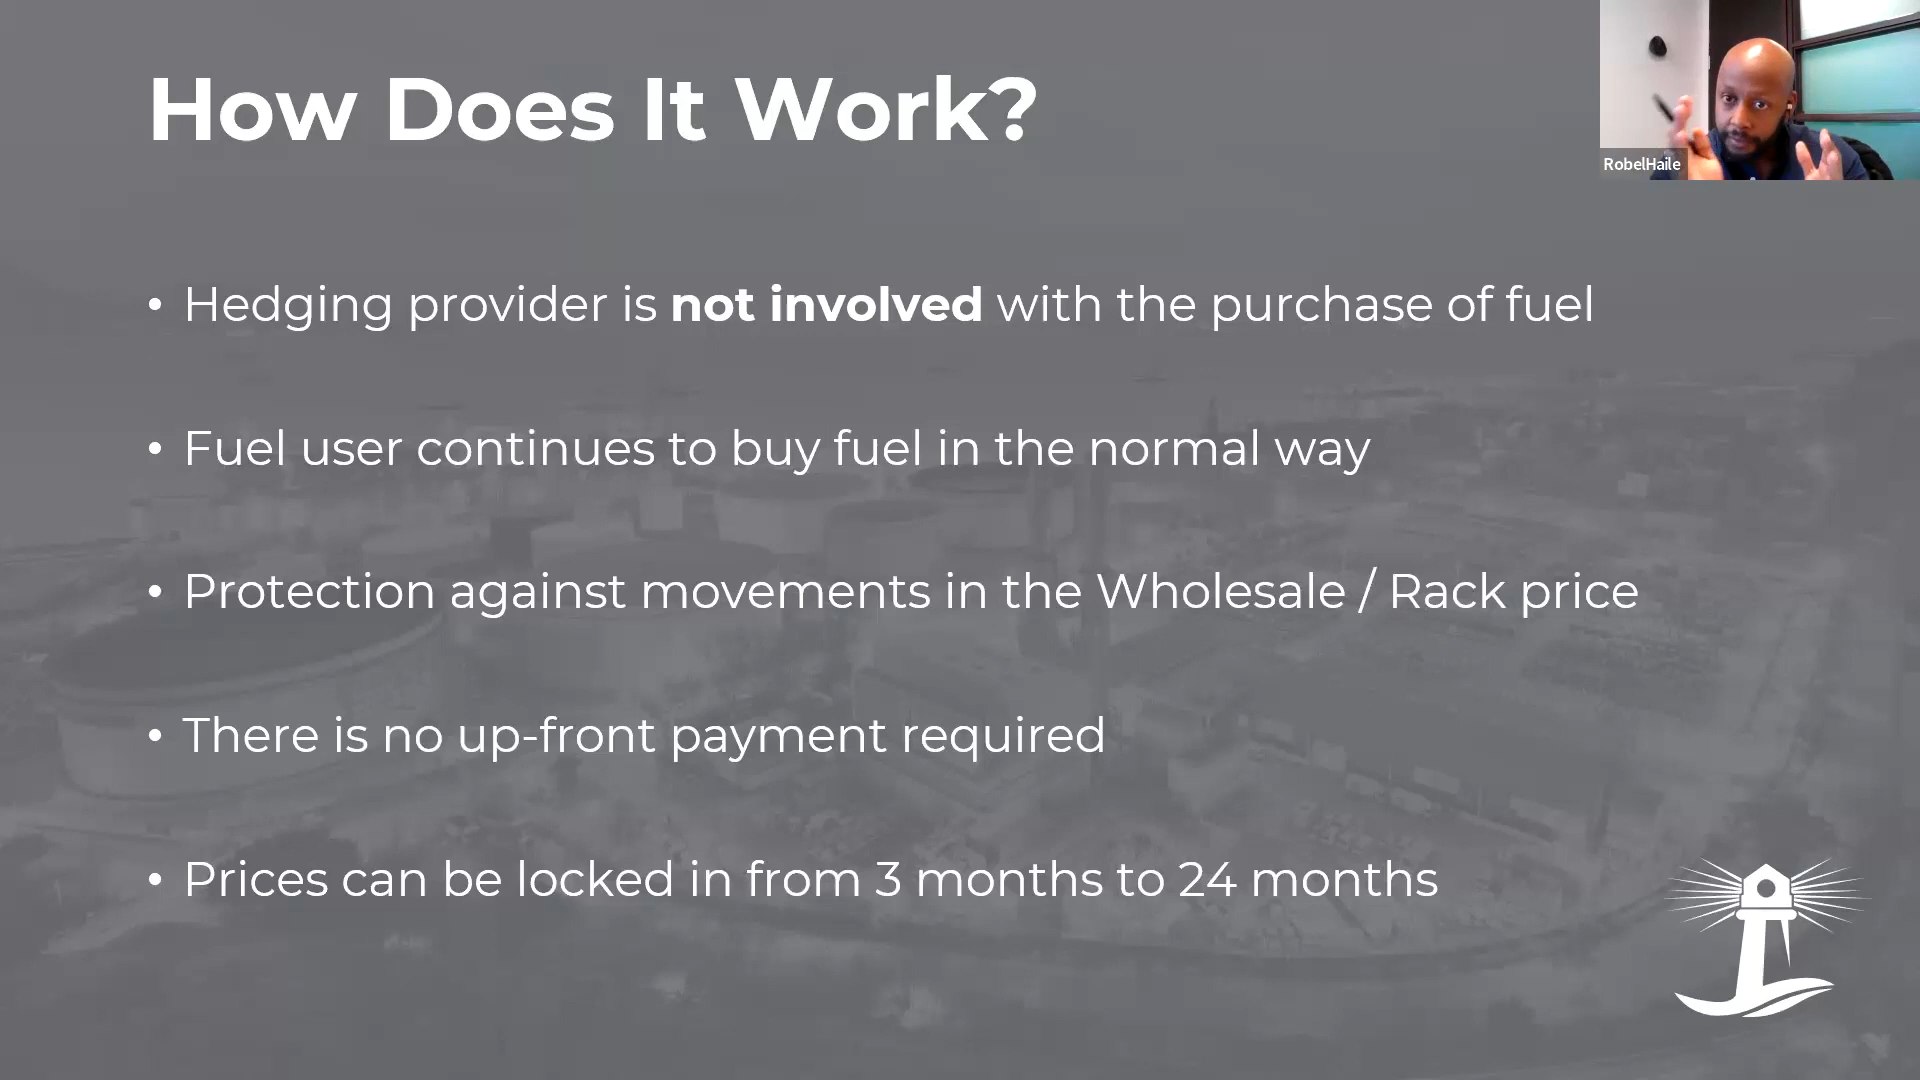 How Does It Work?
RobelHaile
• Hedging provider is not involved with the purchase of fuel
• Fuel user continues to buy fuel in the normal way
• Protection against movements in the Wholesale / Rack price
• There is no up-front payment required
• Prices can be locked in from 3 months to 24 months